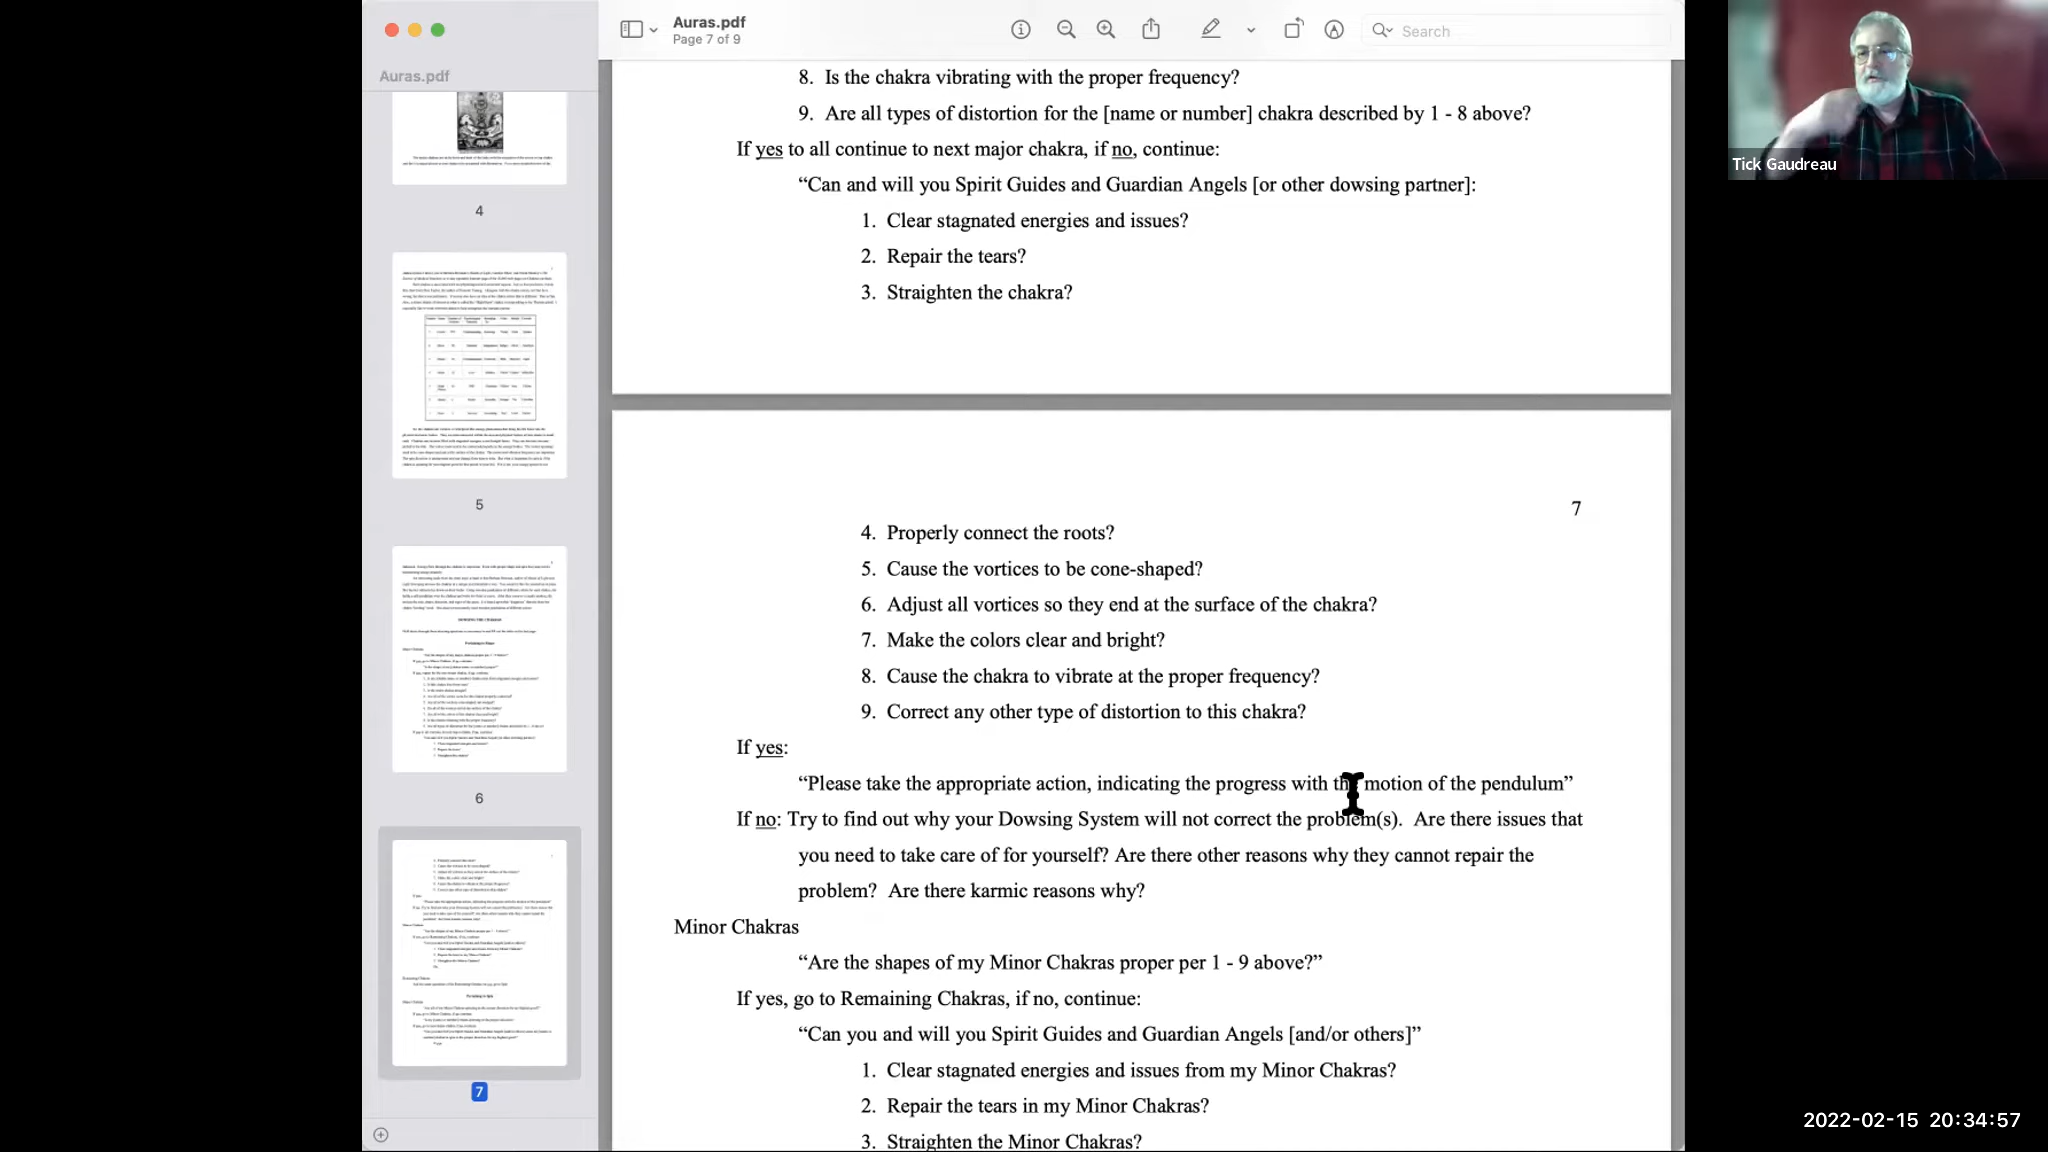 Auras.pdf
Page 7 of 9
Search
Auras.pdf
4
5
6
7
8. Is the chakra vibrating with the proper frequency?
9. Are all types of distortion for the [name or number] chakra described by 1 - 8 above?
If yes to all continue to next major chakra, if no, continue:
“Can and will you Spirit Guides and Guardian Angels [or other dowsing partner]:
1. Clear stagnated energies and issues?
2. Repair the tears?
3. Straighten the chakra?
7
4. Properly connect the roots?
5. Cause the vortices to be cone-shaped?
6. Adjust all vortices so they end at the surface of the chakra?
7. Make the colors clear and bright?
8. Cause the chakra to vibrate at the proper frequency?
9. Correct any other type of distortion to this chakra?
If yes:
“Please take the appropriate action, indicating the progress with the motion of the pendulum”
If no: Try to find out why your Dowsing System will not correct the problem(s). Are there issues that
you need to take care of for yourself? Are there other reasons why they cannot repair the
problem? Are there karmic reasons why?
Minor Chakras
“Are the shapes of my Minor Chakras proper per 1 - 9 above?”
If yes, go to Remaining Chakras, if no, continue:
“Can you and will you Spirit Guides and Guardian Angels [and/or others]”
1. Clear stagnated energies and issues from my Minor Chakras?
2. Repair the tears in my Minor Chakras?
3. Straighten the Minor Chakras?
Tick Gaudreau
2022-02-15 20:34:57